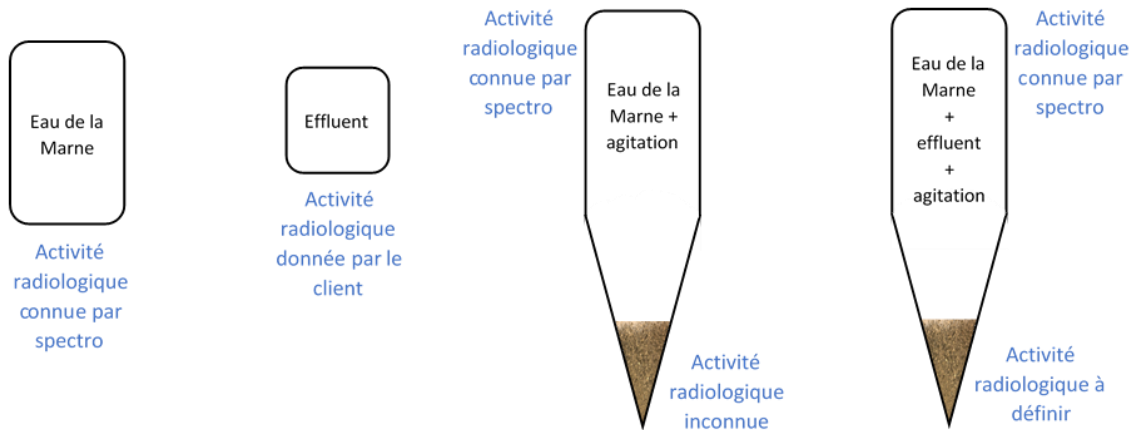 Eau de la
Marne
Activité
radiologique
connue par
spectro
Effluent
Activité
radiologique
donnée par le
client
Activité
radiologique
connue par
spectro
Eau de la
Marne +
agitation
Activité
radiologique
inconnue
Eau de la
Marne
+
effluent
+
agitation
Activité
radiologique
connue par
spectro
Activité
radiologique à
définir